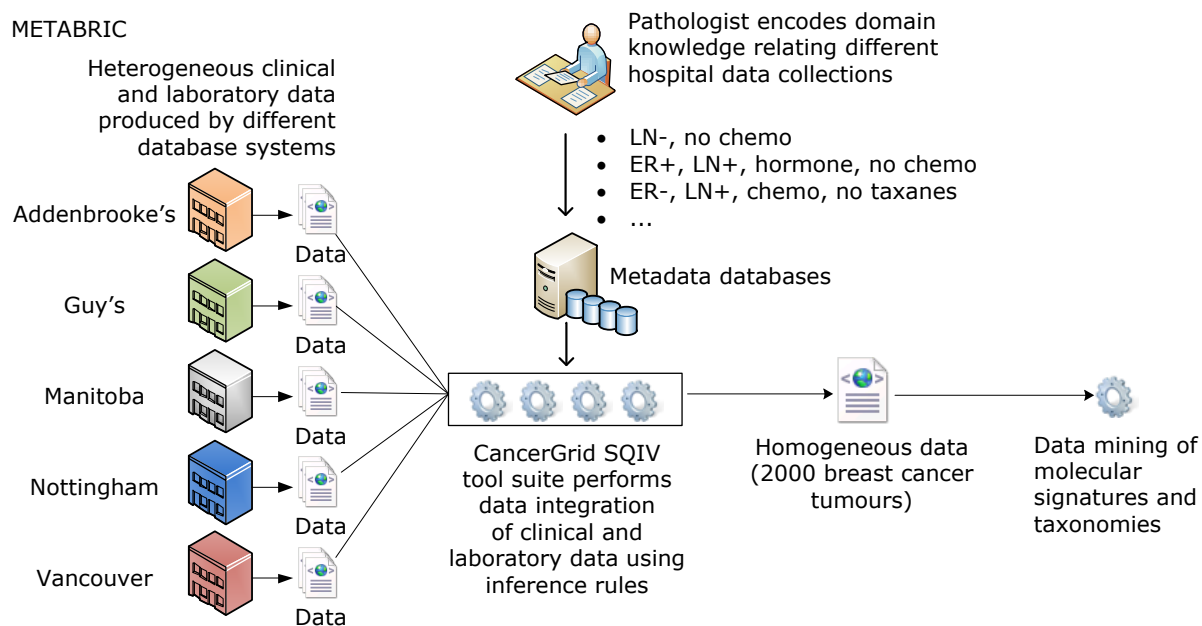 METABRIC
Heterogeneous clinical
and laboratory data
produced by different
database systems
Addenbrooke's
Data
Guy's
Data
Manitoba
Data
Nottingham
Data
Vancouver
Data
Pathologist encodes domain
knowledge relating different
hospital data collections
• LN-, no chemo
• ER+, LN+, hormone, no chemo
• ER-, LN+, chemo, no taxanes
• ...
Metadata databases
CancerGrid SQIV
tool suite performs
data integration
of clinical and
laboratory data using
inference rules
Homogeneous data
(2000 breast cancer
tumours)
Data mining of
molecular
signatures and
taxonomies